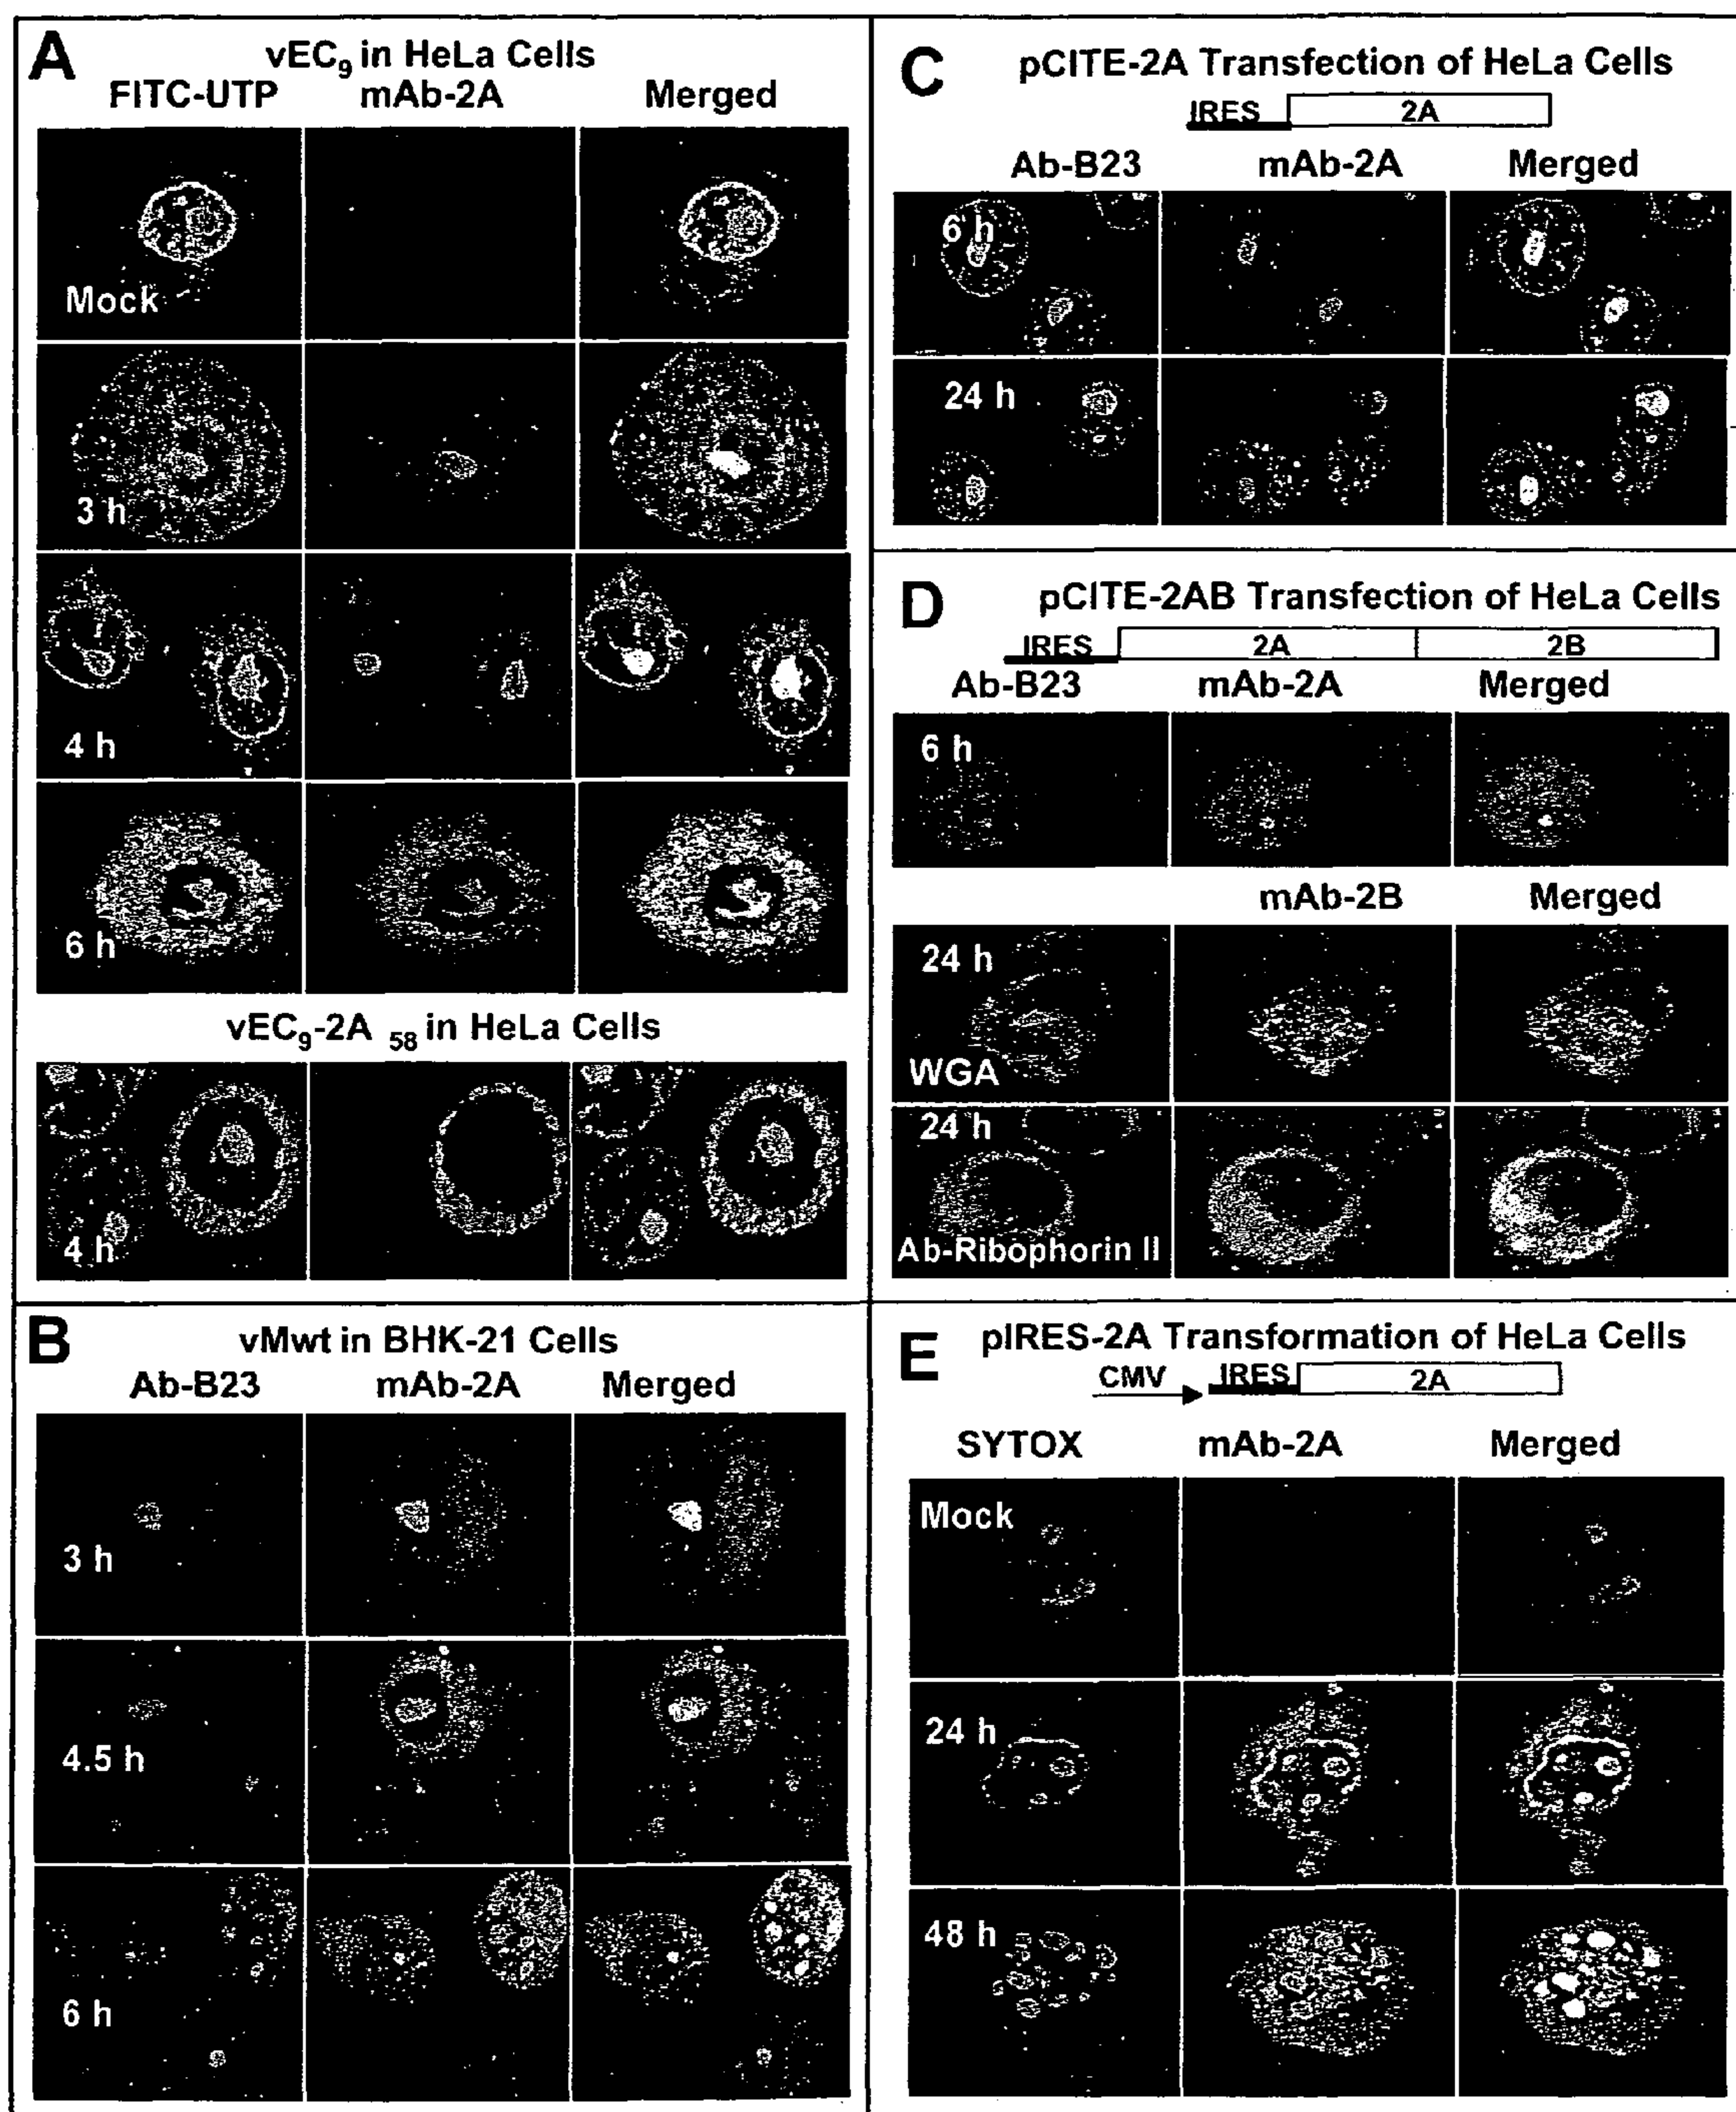 A
vEC9 in HeLa Cells
FITC-UTP mAb-2A Merged
Mock
3 h
4 h
6 h
vEC9-2A 58 in HeLa Cells
4 h
B
vMwt in BHK-21 Cells
Ab-B23 mAb-2A Merged
3 h
4.5 h
6 h
C
pCITE-2A Transfection of HeLa Cells
IRES 2A
Ab-B23 mAb-2A Merged
6 h
24 h
D
pCITE-2AB Transfection of HeLa Cells
IRES 2A 2B
Ab-B23 mAb-2A Merged
6 h
mAb-2B Merged
24 h
WGA
24 h
Ab-Ribophorin II
E
pIRES-2A Transformation of HeLa Cells
CMV IRES 2A
SYTOX mAb-2A Merged
Mock
24 h
48 h